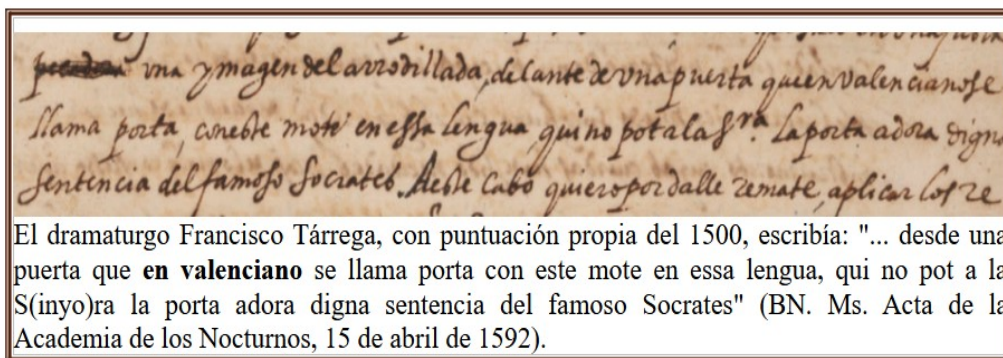 una ymagen del arrodillada, delante de una puerta que en valenciano se
llama porta, con este mote en essa lengua, qui no pot a la Sra. la porta adora digna
sentencia del famoso Socrates. A este cabo quiero por dalle remate, aplicar los re
El dramaturgo Francisco Tárrega, con puntuación propia del 1500, escribía: "... desde una
puerta que en valenciano se llama porta con este mote en essa lengua, qui no pot a la
S(inyo)ra la porta adora digna sentencia del famoso Socrates" (BN. Ms. Acta de la
Academia de los Nocturnos, 15 de abril de 1592).